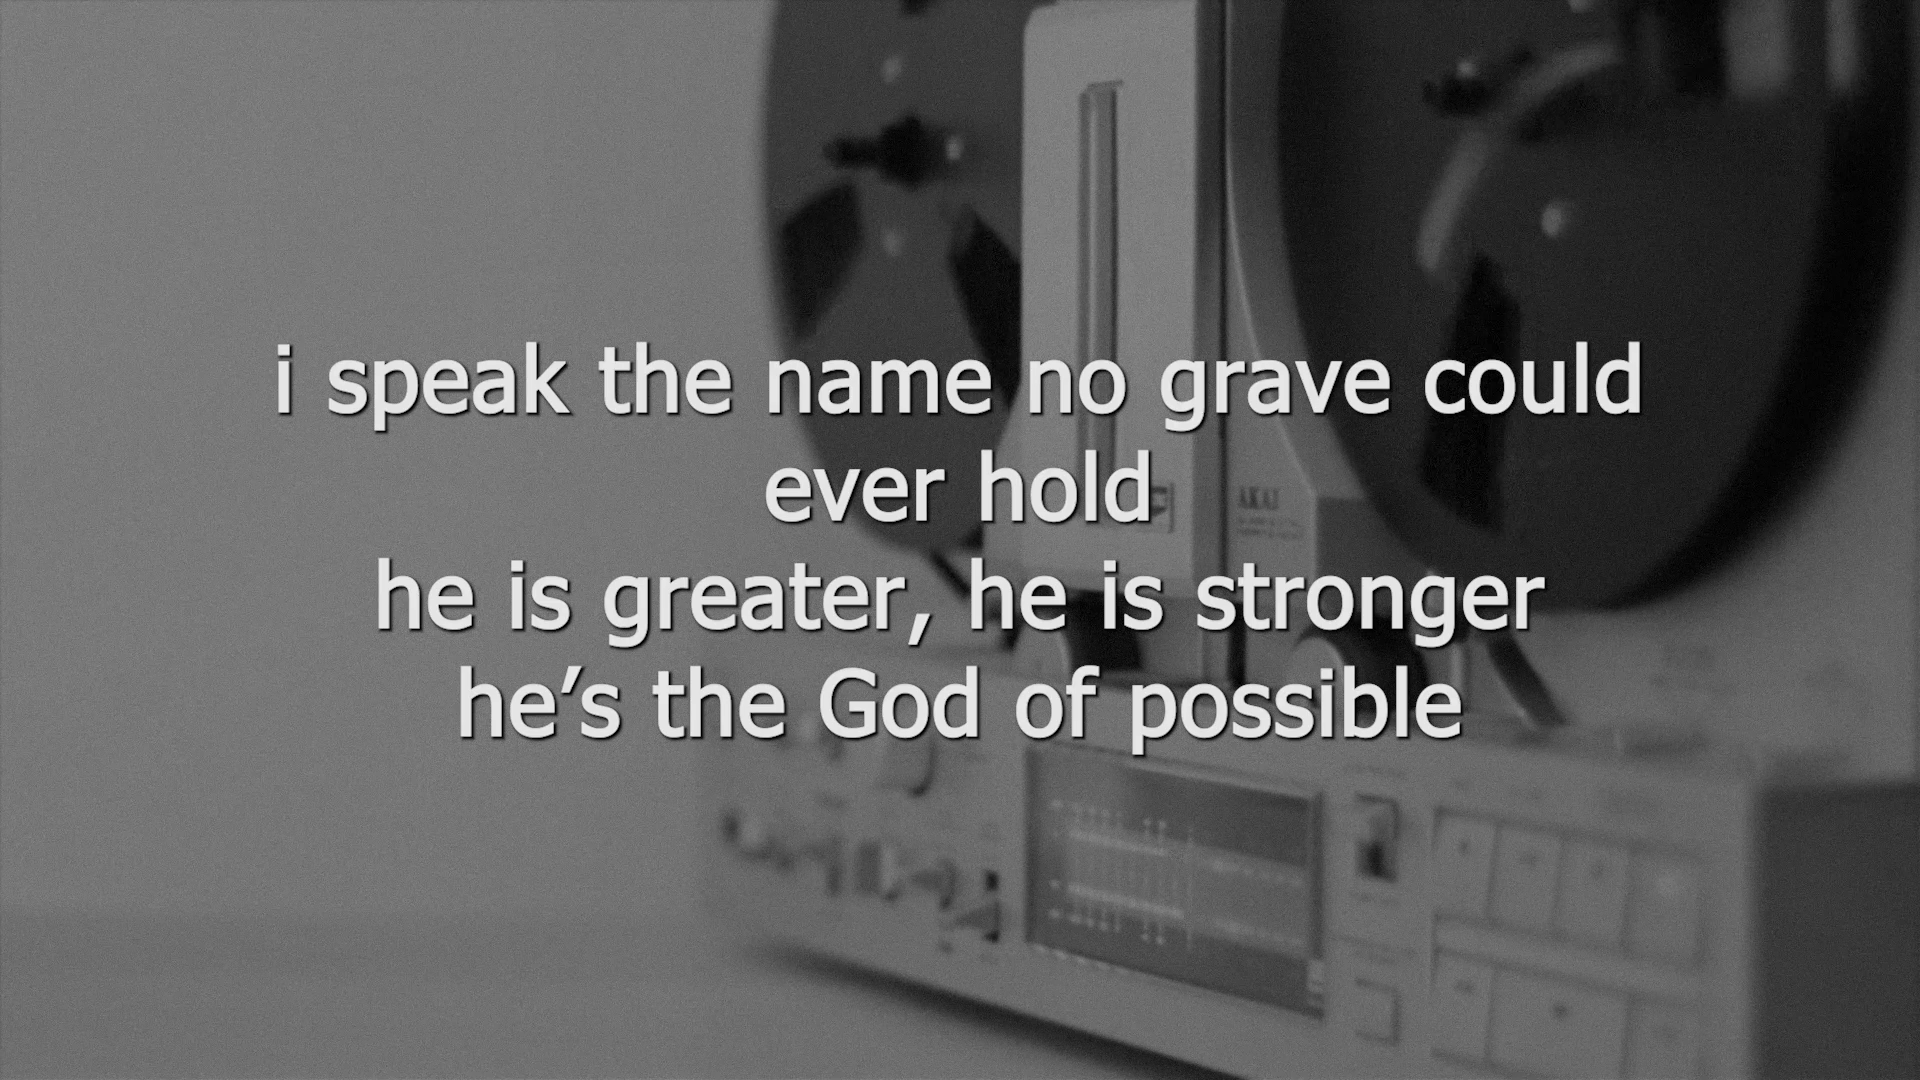 i speak the name no grave could
ever hold
he is greater, he is stronger
he's the God of possible
AKAI